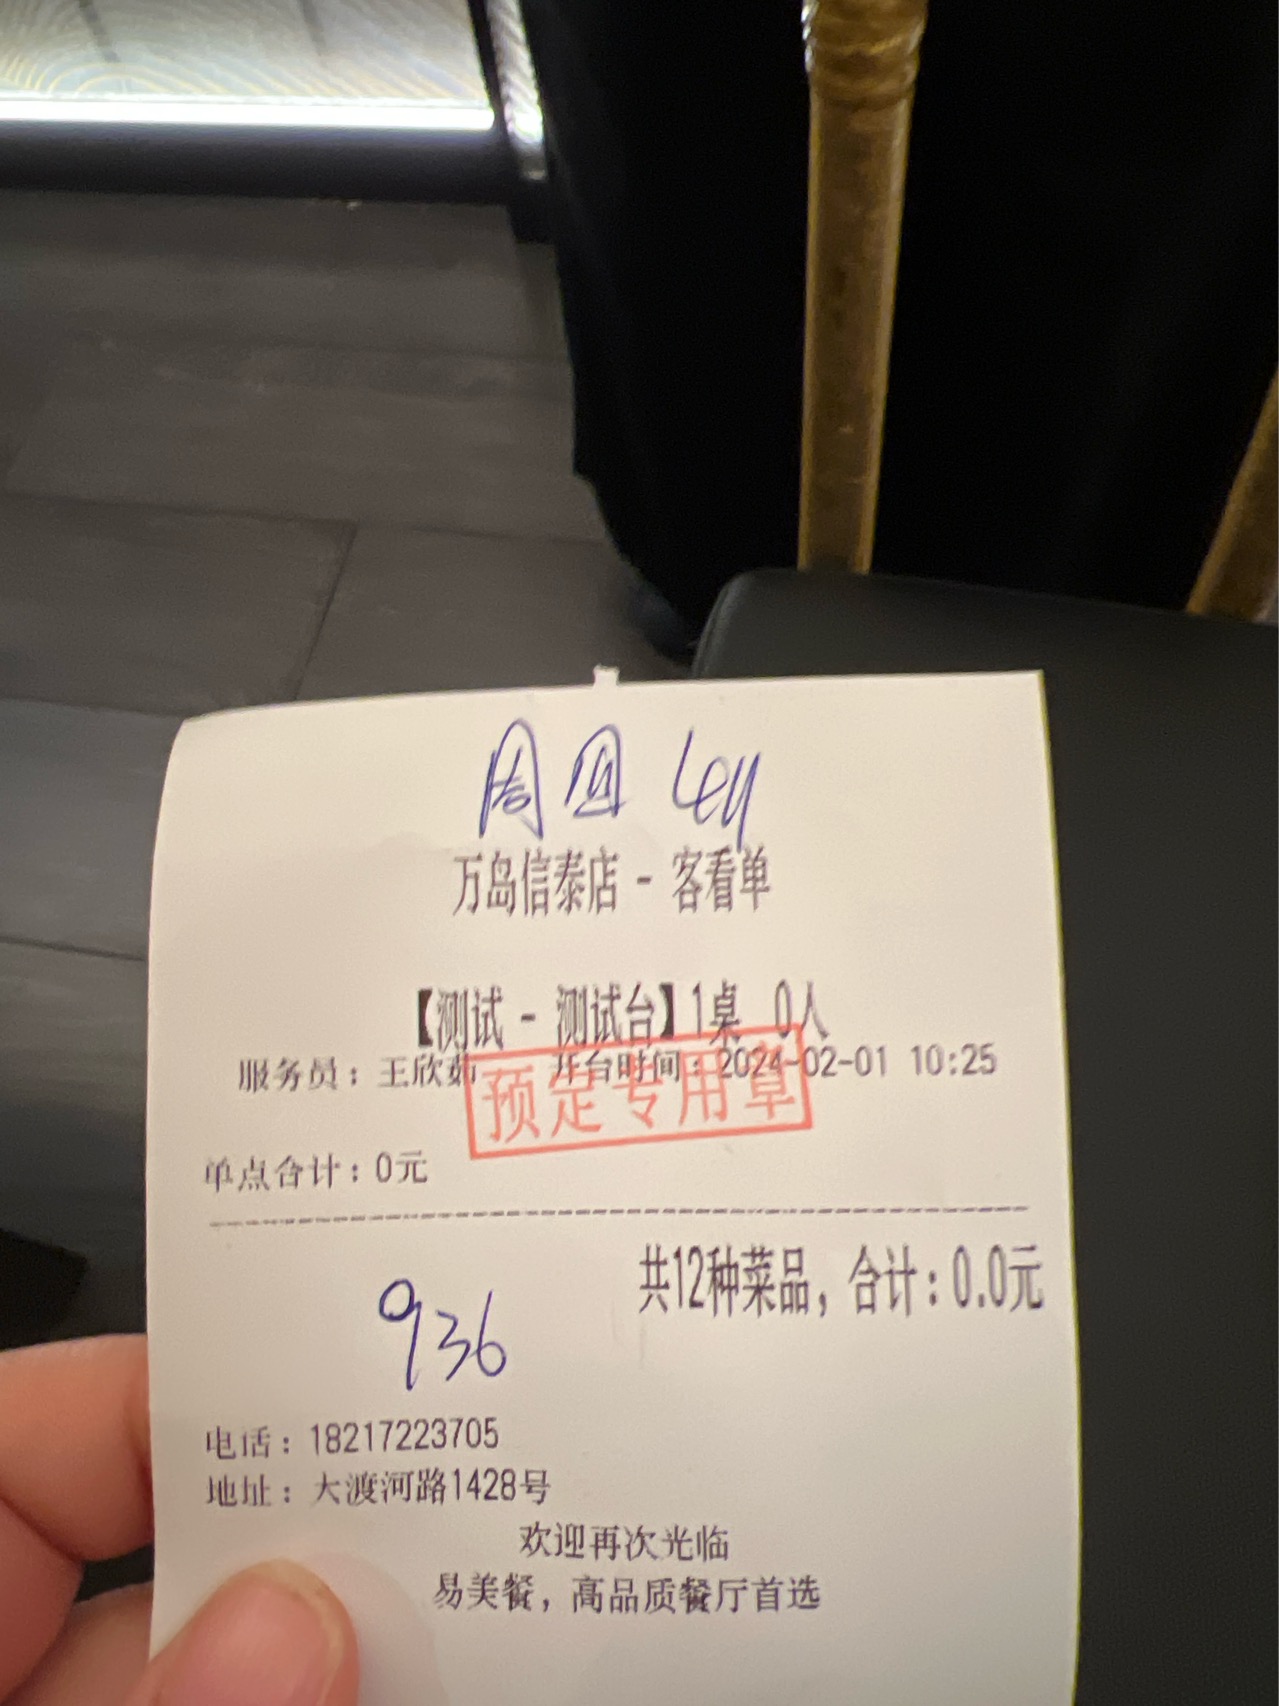 周四
万岛信泰店 - 客看单
【测试 - 测试台】1桌 0人
服务员：王欣茹 开台时间：2024-02-01 10:25
预定专用章
单点合计：0元
共12种菜品，合计：0.0元
936
电话：18217223705
地址：大渡河路1428号
欢迎再次光临
易美餐，高品质餐厅首选